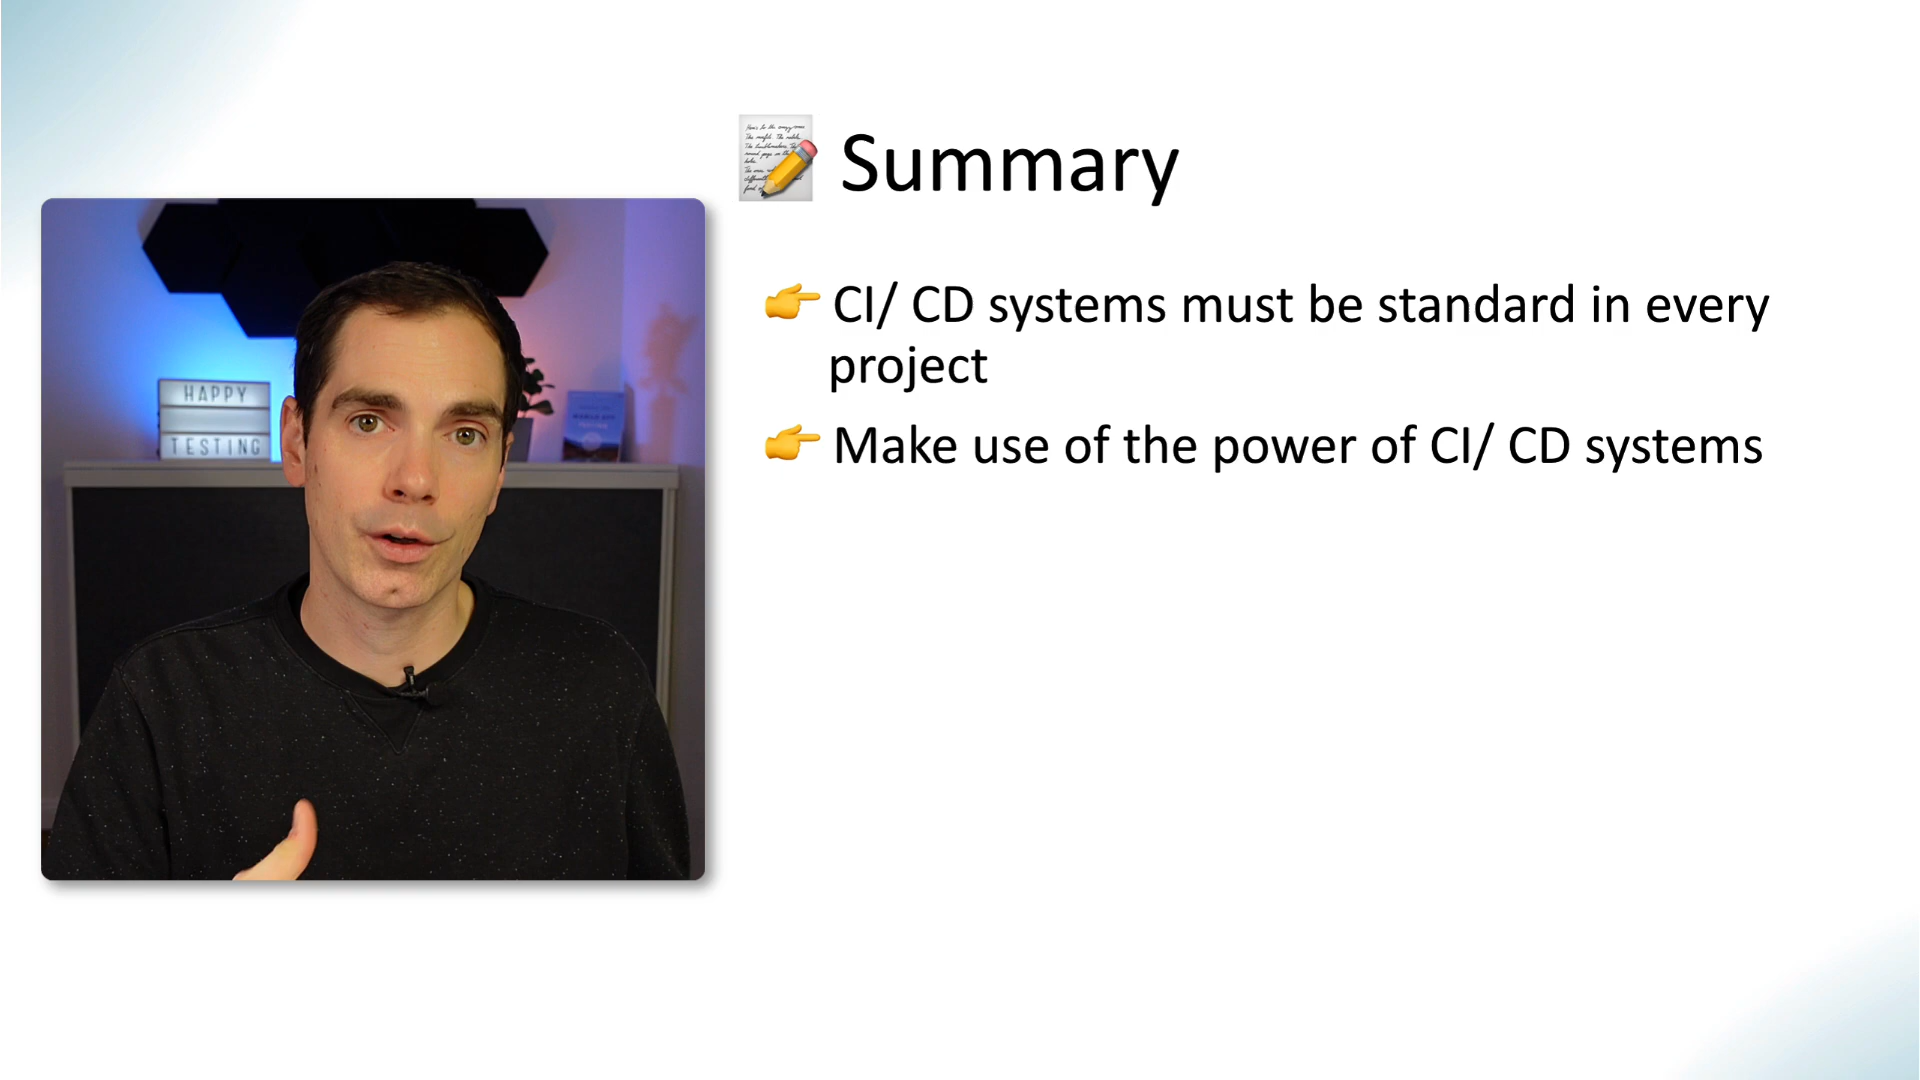 Summary
CI/ CD systems must be standard in every
project
Make use of the power of CI/ CD systems
HAPPY
TESTING